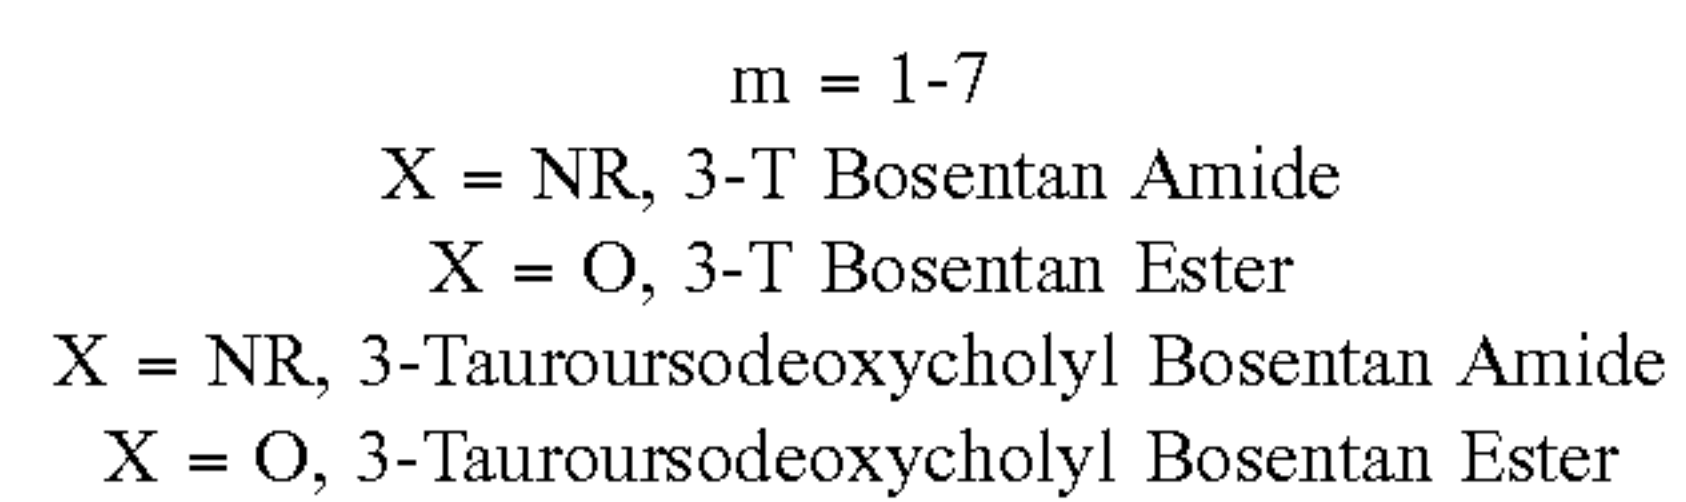 m = 1-7
X = NR, 3-T Bosentan Amide
X = O, 3-T Bosentan Ester
X = NR, 3-Tauroursodeoxycholyl Bosentan Amide
X = O, 3-Tauroursodeoxycholyl Bosentan Ester